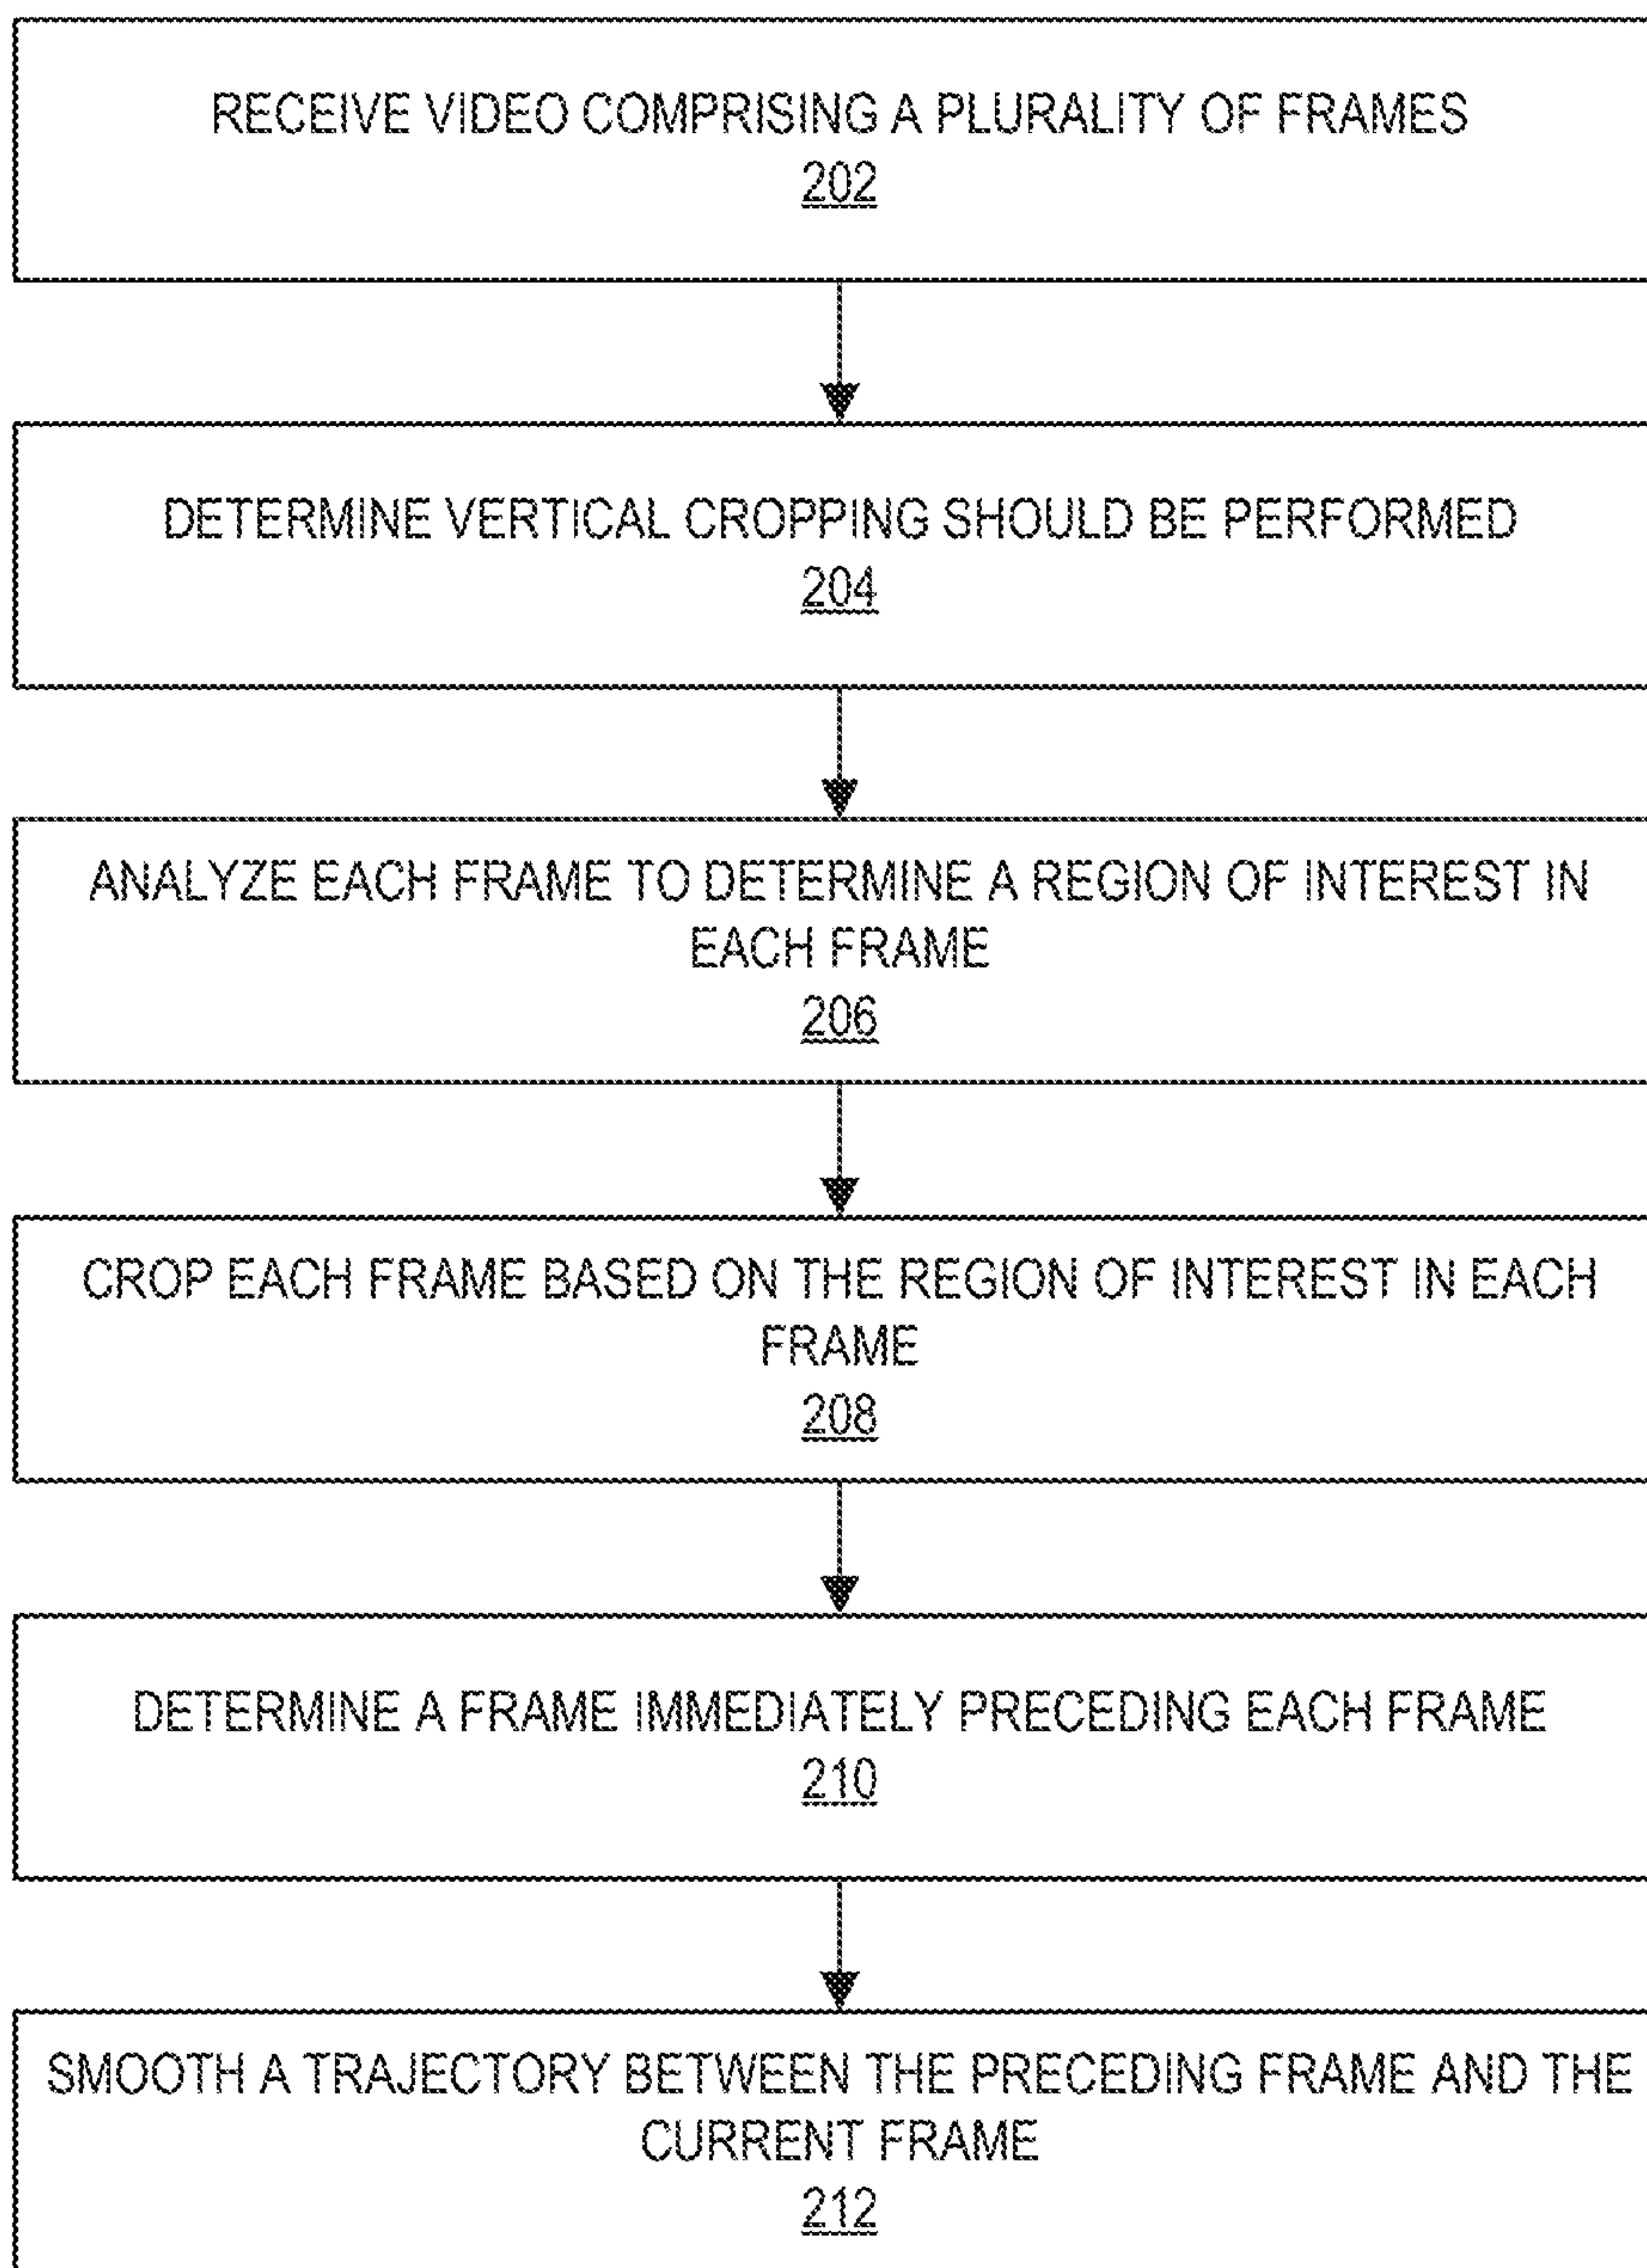 RECEIVE VIDEO COMPRISING A PLURALITY OF FRAMES
202
DETERMINE VERTICAL CROPPING SHOULD BE PERFORMED
204
ANALYZE EACH FRAME TO DETERMINE A REGION OF INTEREST IN
EACH FRAME
206
CROP EACH FRAME BASED ON THE REGION OF INTEREST IN EACH
FRAME
208
DETERMINE A FRAME IMMEDIATELY PRECEDING EACH FRAME
210
SMOOTH A TRAJECTORY BETWEEN THE PRECEDING FRAME AND THE
CURRENT FRAME
212